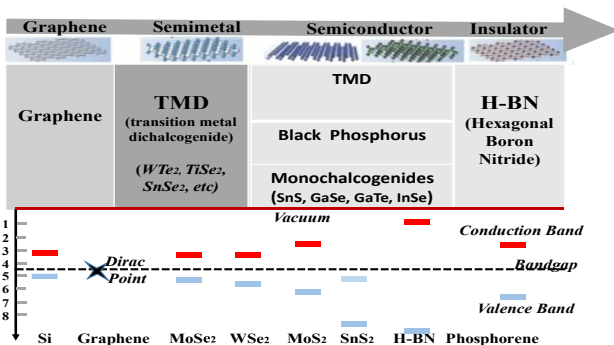 Graphene Semimetal Semiconductor Insulator
Graphene
TMD
(transition metal
dichalcogenide)
(WTe2, TiSe2,
SnSe2, etc)
TMD
Black Phosphorus
Monochalcogenides
(SnS, GaSe, GaTe, InSe)
H-BN
(Hexagonal
Boron
Nitride)
Vacuum
1
2
3
4
5
6
7
8
Conduction Band
Dirac
Point
Bandgap
Valence Band
Si Graphene MoSe2 WSe2 MoS2 SnS2 H-BN Phosphorene